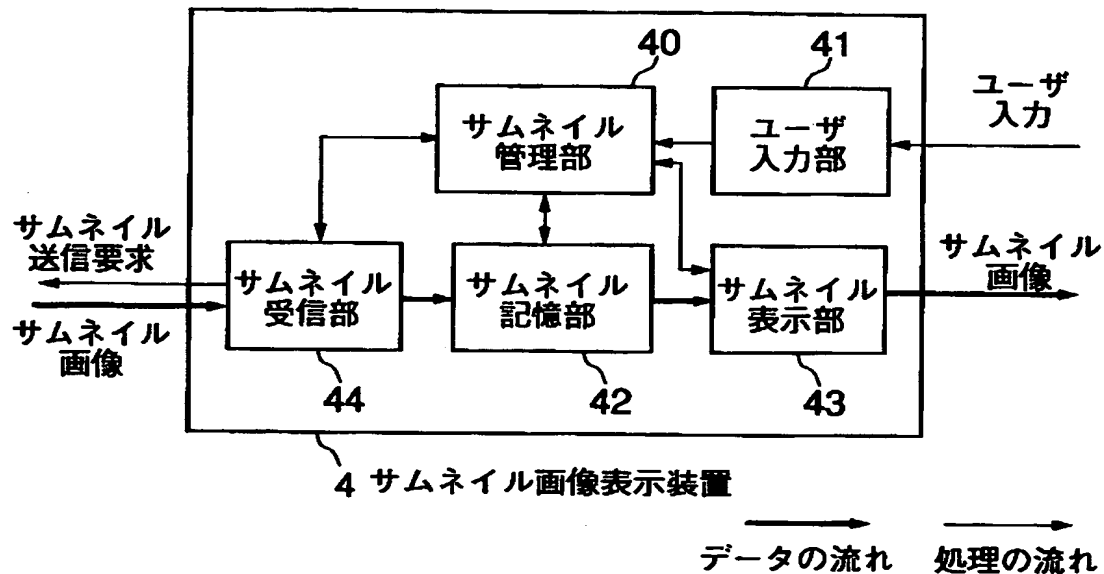 40
41
サムネイル
管理部
ユーザ
入力部
ユーザ
入力
サムネイル
送信要求
サムネイル
画像
サムネイル
受信部
サムネイル
記憶部
サムネイル
表示部
サムネイル
画像
44
42
43
4 サムネイル画像表示装置
データの流れ
処理の流れ